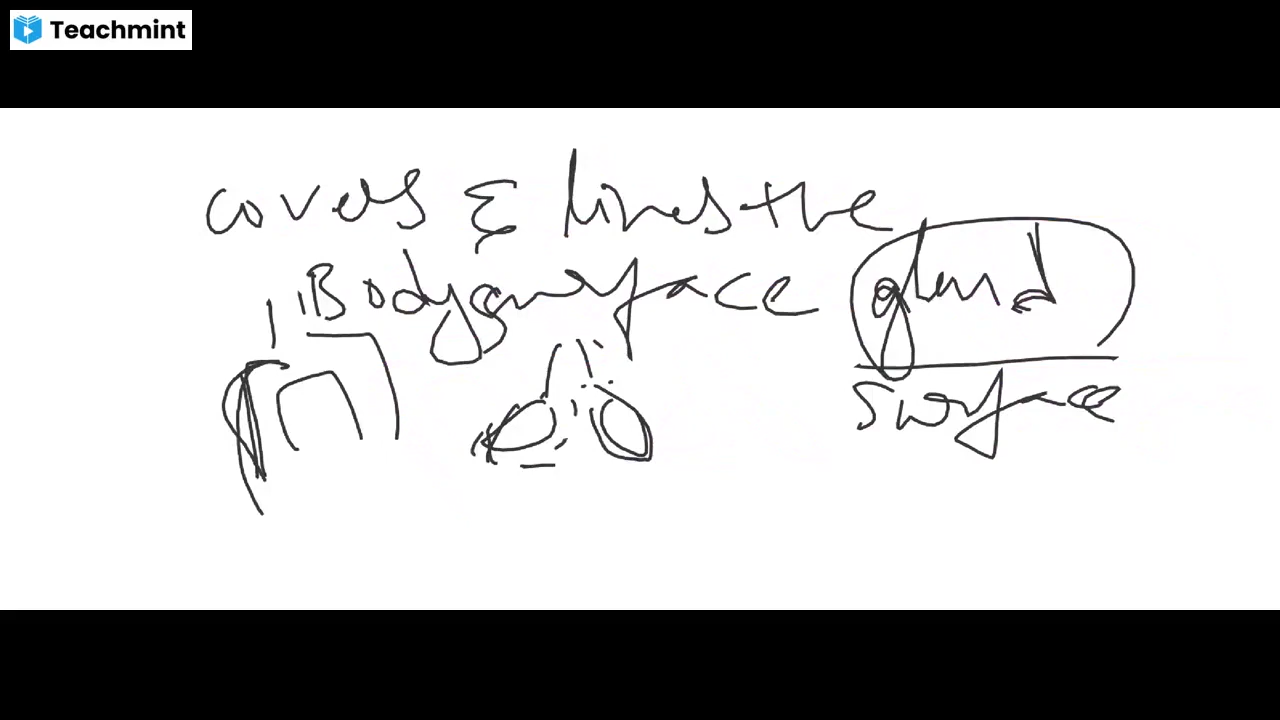 Teachmint
covers & lines the
Body surface gland
surface